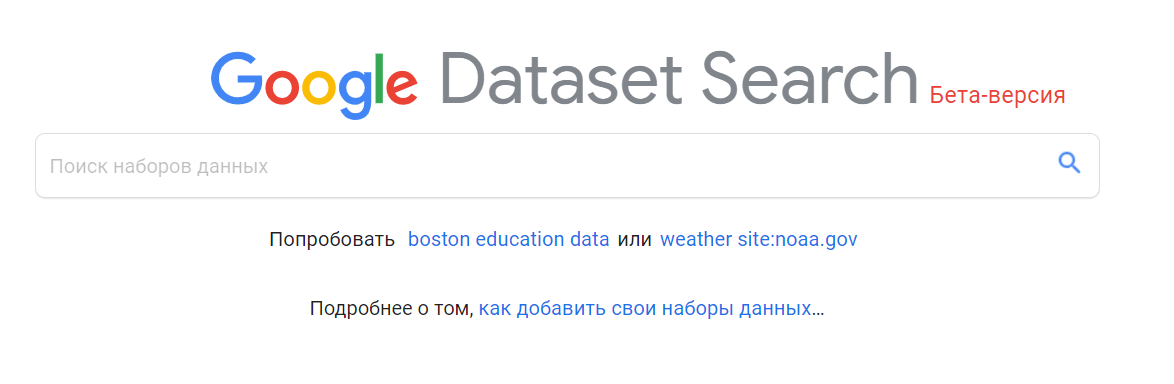 Google Dataset Search Бета-версия
Поиск наборов данных
Попробовать boston education data или weather site:noaa.gov
Подробнее о том, как добавить свои наборы данных...